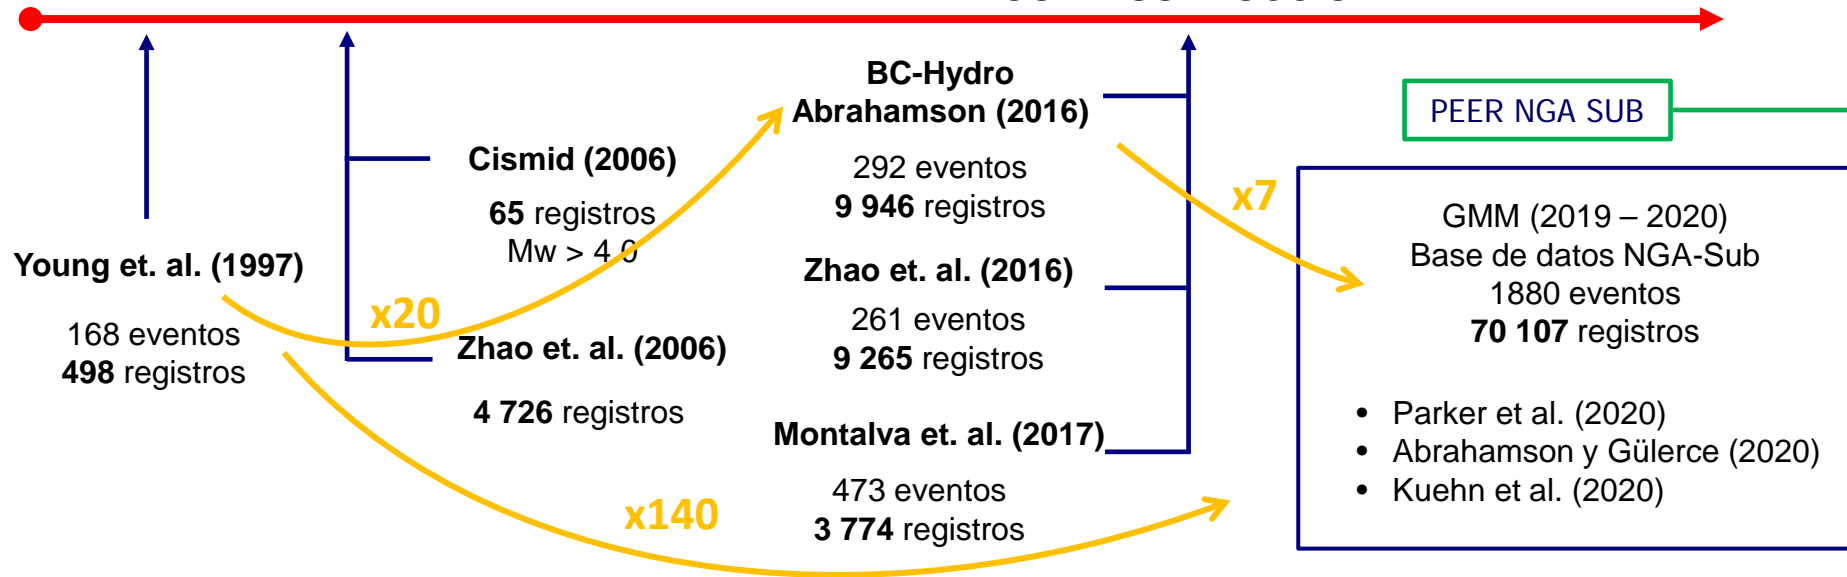 Young et. al. (1997)
168 eventos
498 registros
Cismid (2006)
65 registros
Mw > 4.0
x20
Zhao et. al. (2006)
4 726 registros
x140
BC-Hydro
Abrahamson (2016)
292 eventos
9 946 registros
Zhao et. al. (2016)
261 eventos
9 265 registros
Montalva et. al. (2017)
473 eventos
3 774 registros
x7
PEER NGA SUB
GMM (2019 – 2020)
Base de datos NGA-Sub
1880 eventos
70 107 registros
• Parker et al. (2020)
• Abrahamson y Gülerce (2020)
• Kuehn et al. (2020)